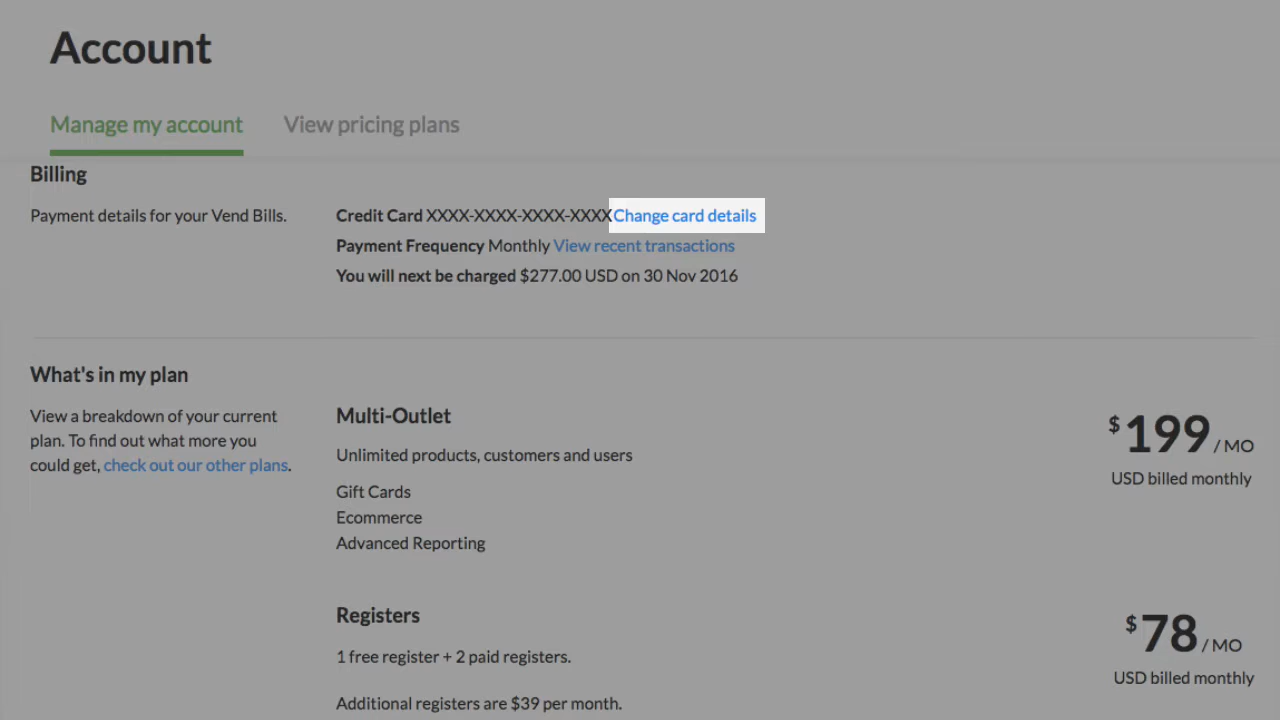 Account
Manage my account View pricing plans
Billing
Payment details for your Vend Bills.
Credit Card XXXX-XXXX-XXXX-XXXX Change card details
Payment Frequency Monthly View recent transactions
You will next be charged $277.00 USD on 30 Nov 2016
What's in my plan
View a breakdown of your current
plan. To find out what more you
could get, check out our other plans.
Multi-Outlet
Unlimited products, customers and users
Gift Cards
Ecommerce
Advanced Reporting
$199 / MO
USD billed monthly
Registers
1 free register + 2 paid registers.
Additional registers are $39 per month.
$78 / MO
USD billed monthly